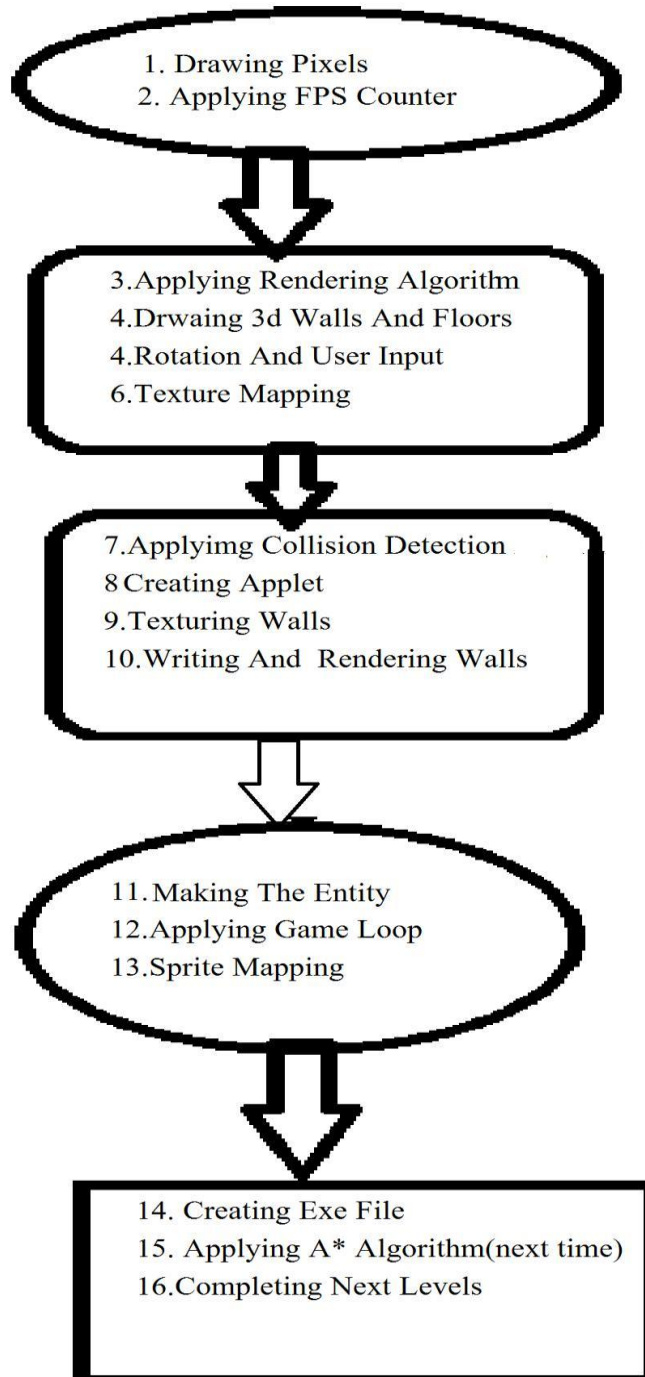 1. Drawing Pixels
2. Applying FPS Counter
3.Applying Rendering Algorithm
4.Drwaing 3d Walls And Floors
4.Rotation And User Input
6.Texture Mapping
7.Applyimg Collision Detection
8 Creating Applet
9.Texturing Walls
10.Writing And Rendering Walls
11. Making The Entity
12.Applying Game Loop
13.Sprite Mapping
14. Creating Exe File
15. Applying A* Algorithm(next time)
16.Completing Next Levels